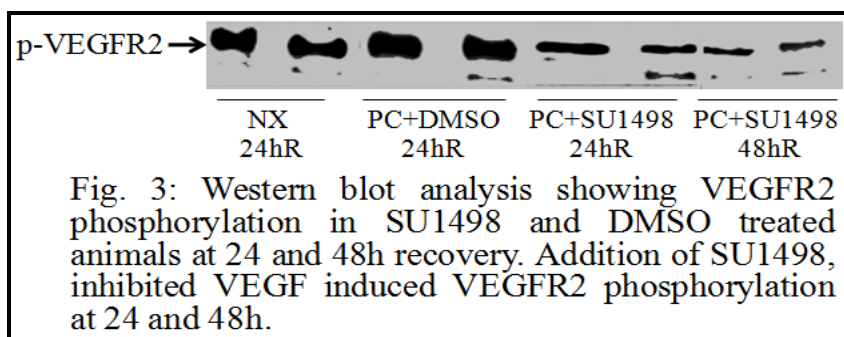 p-VEGFR2
NX PC+DMSO PC+SU1498 PC+SU1498
24hR 24hR 24hR 48hR
Fig. 3: Western blot analysis showing VEGFR2
phosphorylation in SU1498 and DMSO treated
animals at 24 and 48h recovery. Addition of SU1498,
inhibited VEGF induced VEGFR2 phosphorylation
at 24 and 48h.